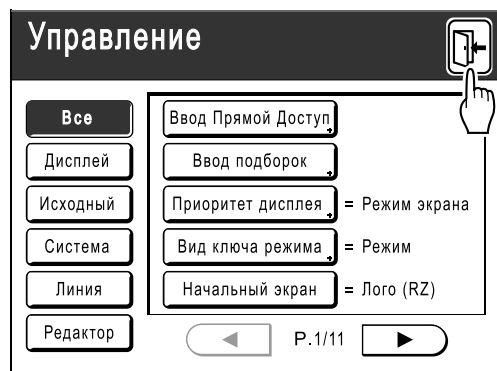 Управление
Все
Дисплей
Исходный
Система
Линия
Редактор
Ввод Прямой Доступ
Ввод подборок
Приоритет дисплея = Режим экрана
Вид ключа режима = Режим
Начальный экран = Лого (RZ)
P.1/11